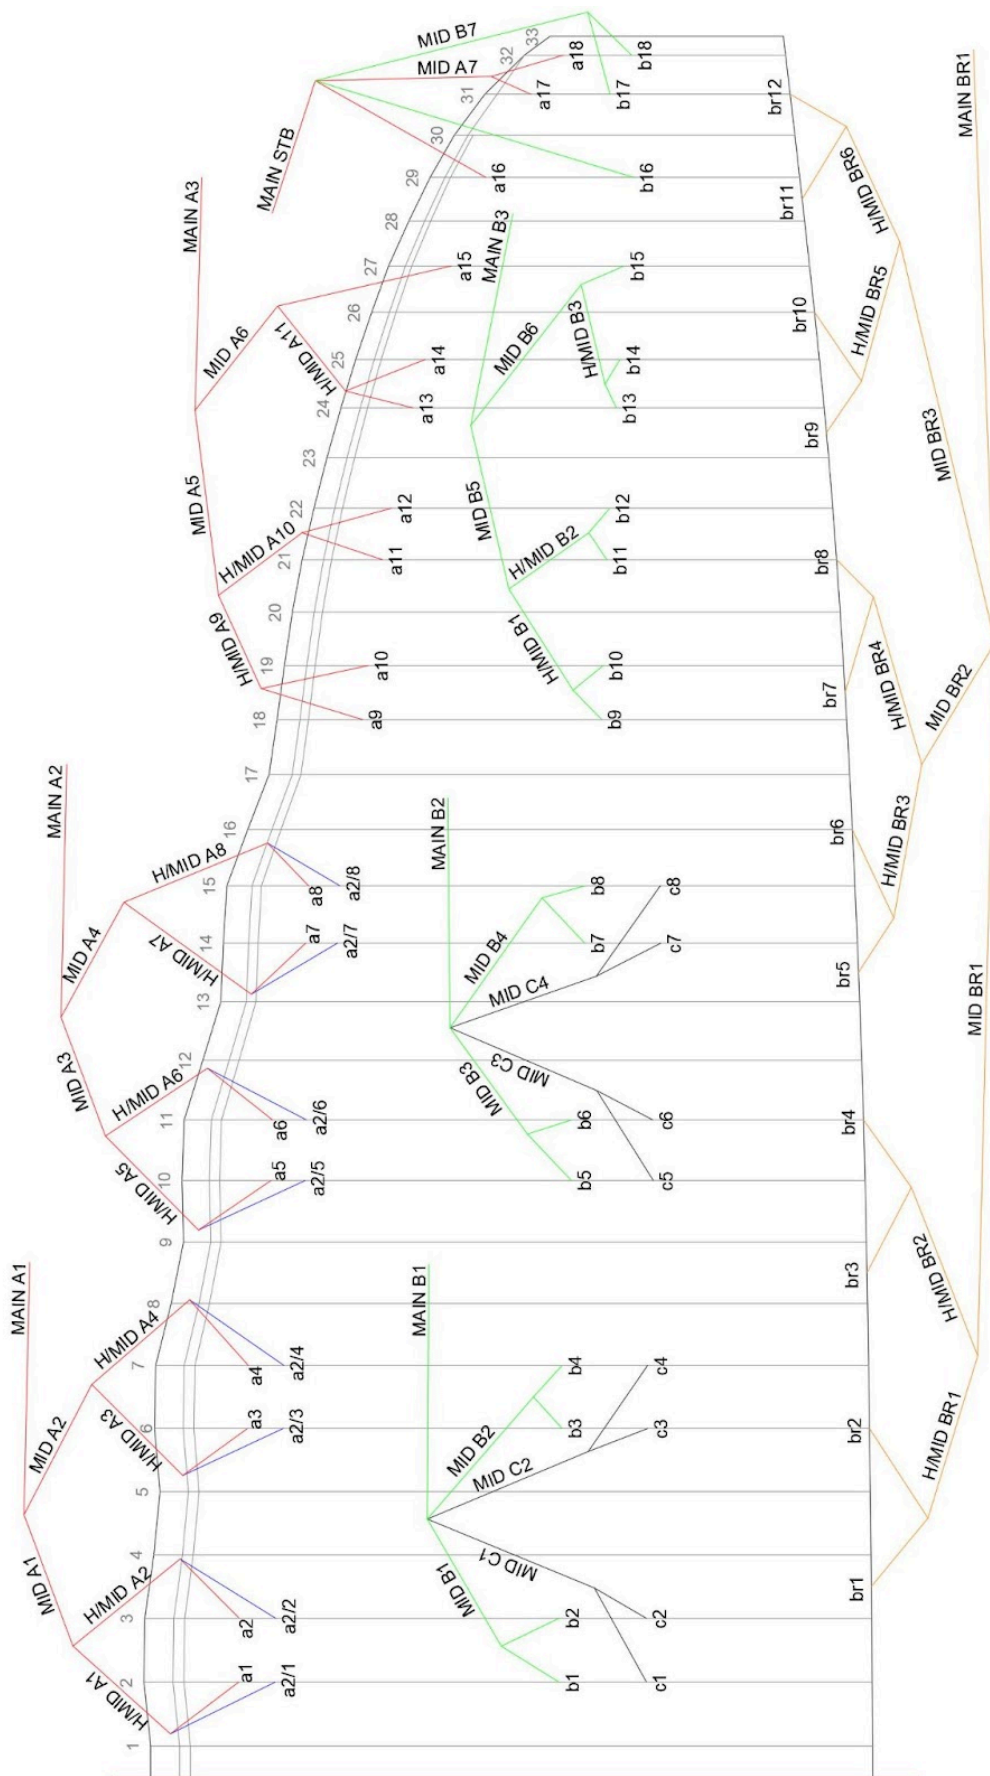 MAIN A1
MID A1
MID A2
H/MID A1
H/MID A2
H/MID A3
H/MID A4
a1
a2/1
a2
a2/2
a3
a2/3
a4
a2/4
MAIN A2
MID A3
MID A4
H/MID A5
H/MID A6
H/MID A7
H/MID A8
a5
a2/5
a6
a2/6
a7
a2/7
a8
a2/8
MAIN A3
MID A5
MID A6
H/MID A9
H/MID A10
H/MID A11
a9
a10
a11
a12
a13
a14
a15
MAIN STB
MID A7
MID B7
a16
a17
a18
b16
b17
b18
1
2
3
4
5
6
7
8
9
10
11
12
13
14
15
16
17
18
19
20
21
22
23
24
25
26
27
28
29
30
31
32
33
MAIN B1
MID B1
MID B2
MID C1
MID C2
b1
b2
b3
b4
c1
c2
c3
c4
MAIN B2
MID B3
MID B4
MID C3
MID C4
b5
b6
b7
b8
c5
c6
c7
c8
MAIN B3
MID B5
MID B6
H/MID B1
H/MID B2
H/MID B3
b9
b10
b11
b12
b13
b14
b15
br1
br2
br3
br4
br5
br6
br7
br8
br9
br10
br11
br12
H/MID BR1
H/MID BR2
H/MID BR3
H/MID BR4
H/MID BR5
H/MID BR6
MID BR1
MID BR2
MID BR3
MAIN BR1